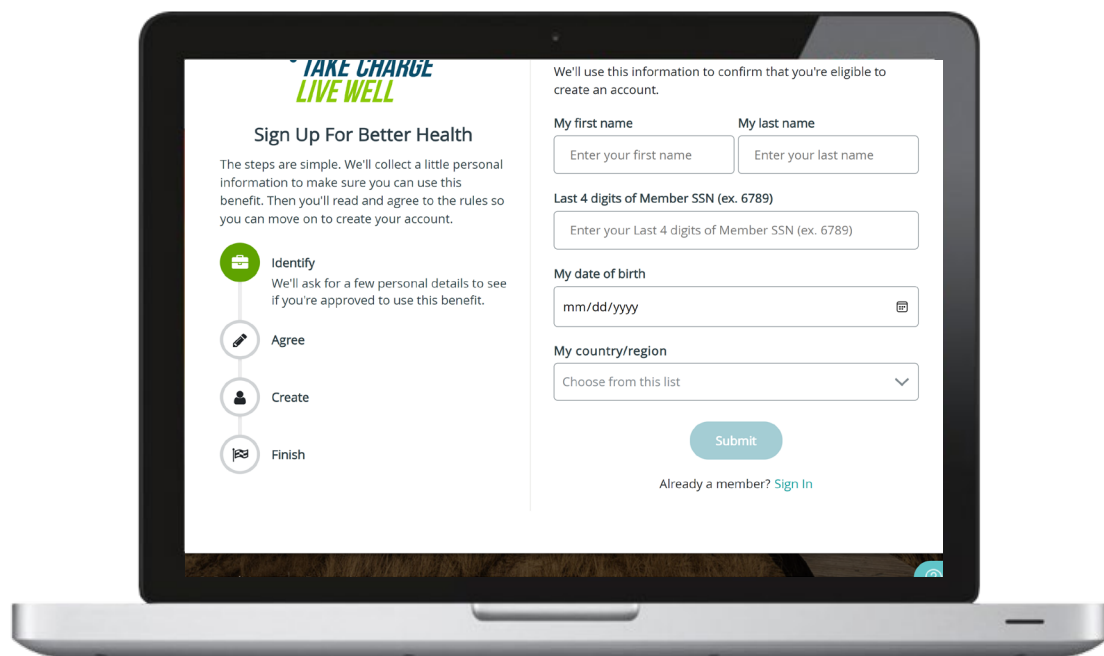 TAKE CHARGE
LIVE WELL
Sign Up For Better Health
The steps are simple. We'll collect a little personal
information to make sure you can use this
benefit. Then you'll read and agree to the rules so
you can move on to create your account.
Identify
We'll ask for a few personal details to see
if you're approved to use this benefit.
Agree
Create
Finish
We'll use this information to confirm that you're eligible to
create an account.
My first name My last name
Enter your first name Enter your last name
Last 4 digits of Member SSN (ex. 6789)
Enter your Last 4 digits of Member SSN (ex. 6789)
My date of birth
mm/dd/yyyy
My country/region
Choose from this list
Submit
Already a member? Sign In